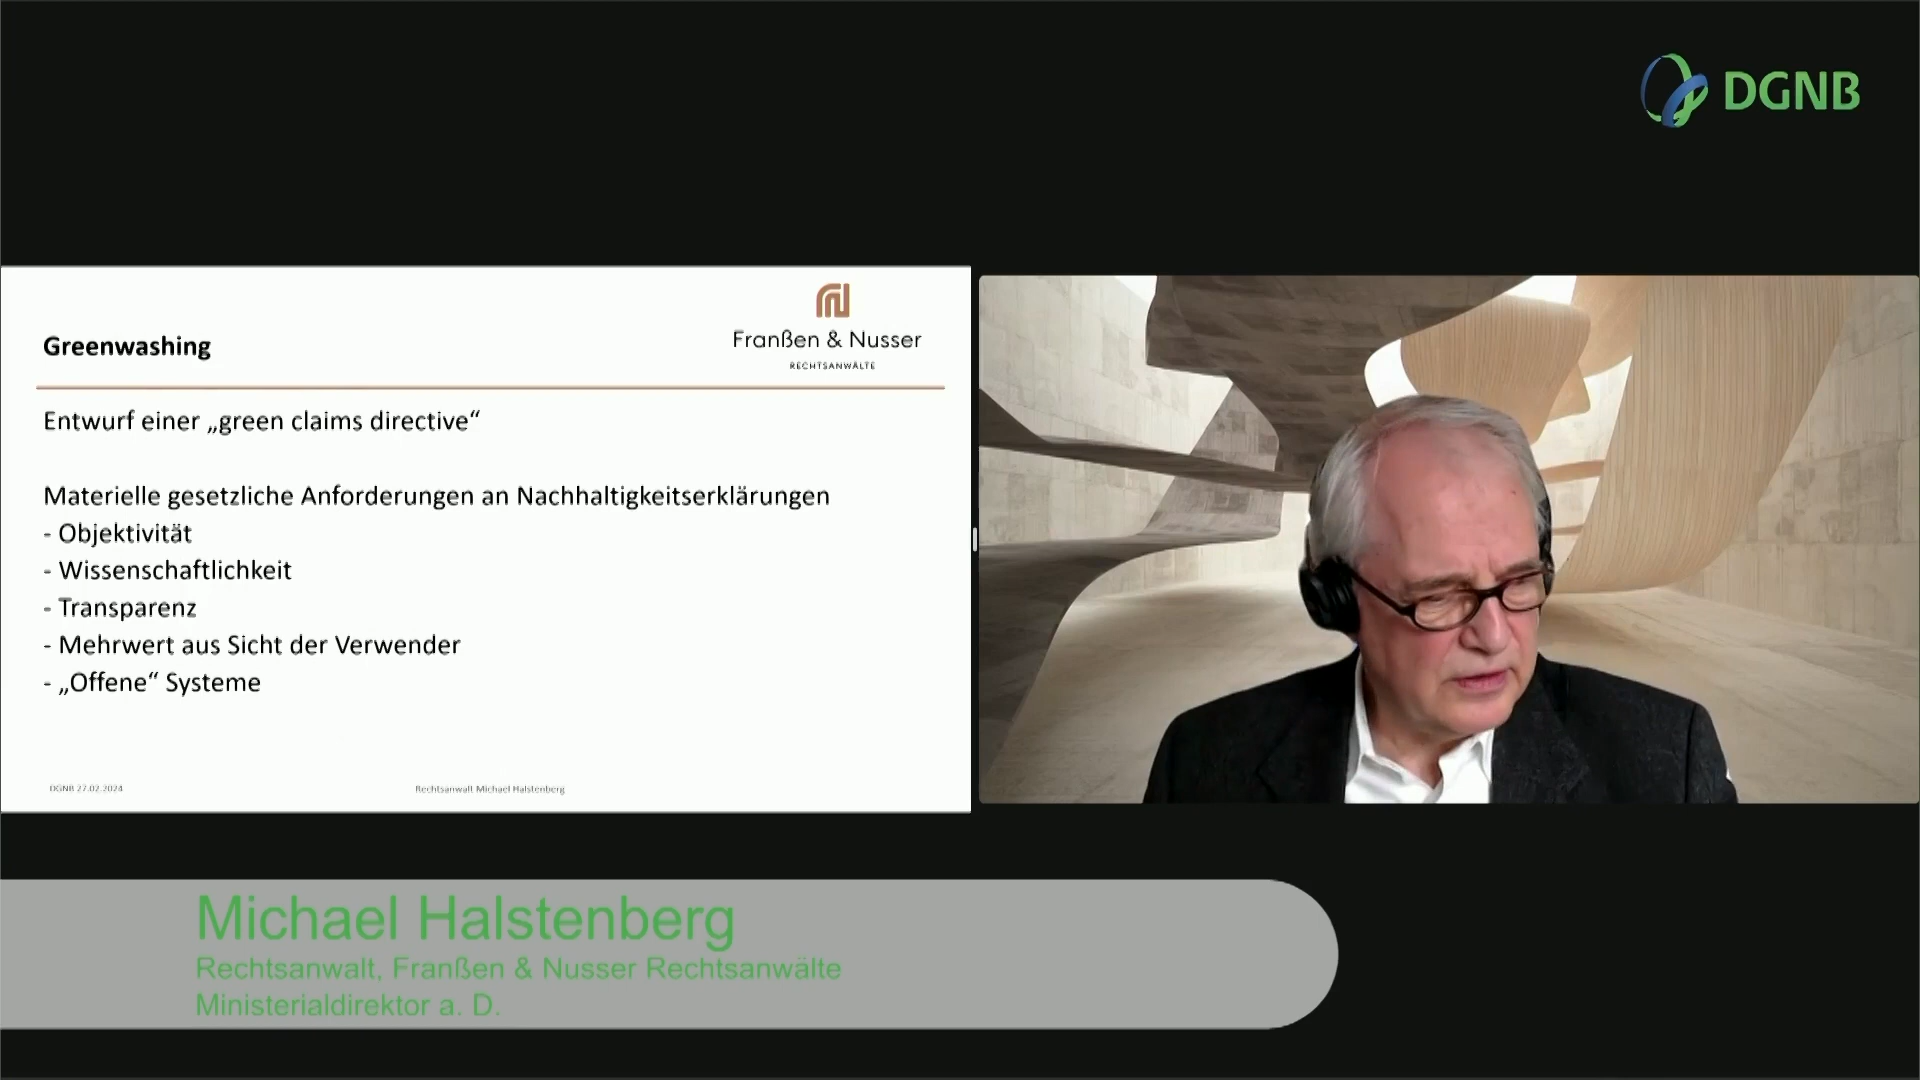 DGNB
Franßen & Nusser
RECHTSANWÄLTE
Greenwashing
Entwurf einer „green claims directive“
Materielle gesetzliche Anforderungen an Nachhaltigkeitserklärungen
- Objektivität
- Wissenschaftlichkeit
- Transparenz
- Mehrwert aus Sicht der Verwender
- „Offene“ Systeme
DGNB 27.02.2024
Rechtsanwalt Michael Halstenberg
Michael Halstenberg
Rechtsanwalt, Franßen & Nusser Rechtsanwälte
Ministerialdirektor a. D.